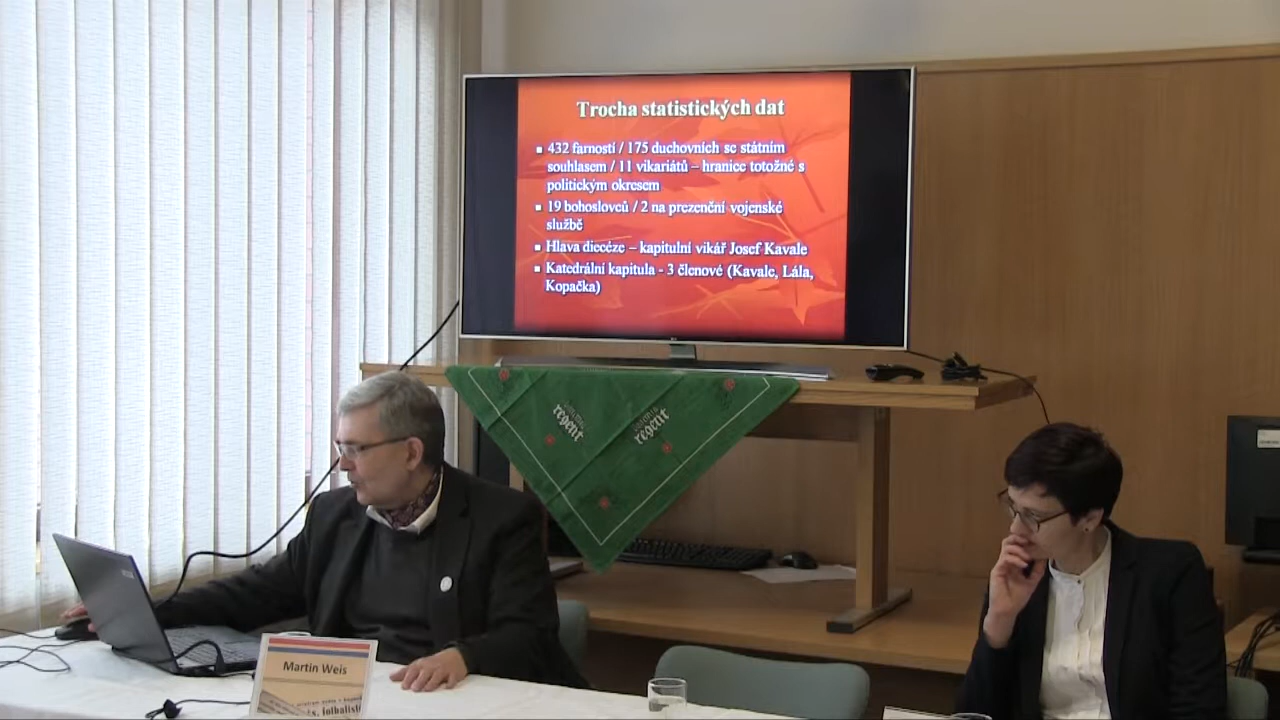 Trocha statistických dat
432 farností / 175 duchovních se státním
souhlasem / 11 vikariátů – hranice totožné s
politickým okresem
19 bohoslovců / 2 na prezenční vojenské
službě
Hlava diecéze – kapitulní vikář Josef Kavale
Katedrální kapitula - 3 členové (Kavale, Lála,
Kopačka)
regent
regent
Martin Weis